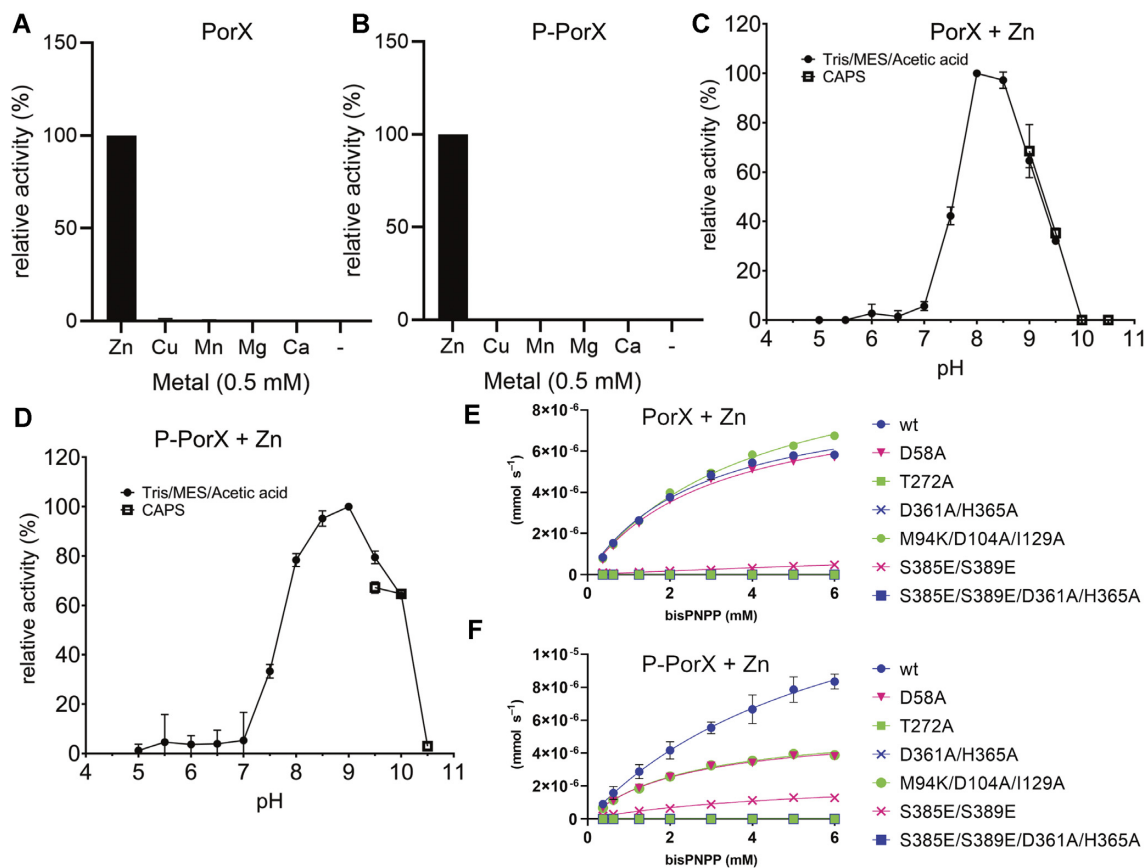 A
PorX
150
100
50
0
relative activity (%)
Zn Cu Mn Mg Ca -
Metal (0.5 mM)
B
P-PorX
150
100
50
0
relative activity (%)
Zn Cu Mn Mg Ca -
Metal (0.5 mM)
C
PorX + Zn
Tris/MES/Acetic acid
CAPS
120
100
80
60
40
20
0
relative activity (%)
4 5 6 7 8 9 10 11
pH
D
P-PorX + Zn
Tris/MES/Acetic acid
CAPS
120
100
80
60
40
20
0
relative activity (%)
4 5 6 7 8 9 10 11
pH
E
PorX + Zn
8×10⁻⁶
6×10⁻⁶
4×10⁻⁶
2×10⁻⁶
0
(mmol s⁻¹)
0 2 4 6
bisPNPP (mM)
wt
D58A
T272A
D361A/H365A
M94K/D104A/I129A
S385E/S389E
S385E/S389E/D361A/H365A
F
P-PorX + Zn
1×10⁻⁵
8×10⁻⁶
6×10⁻⁶
4×10⁻⁶
2×10⁻⁶
0
(mmol s⁻¹)
0 2 4 6
bisPNPP (mM)
wt
D58A
T272A
D361A/H365A
M94K/D104A/I129A
S385E/S389E
S385E/S389E/D361A/H365A